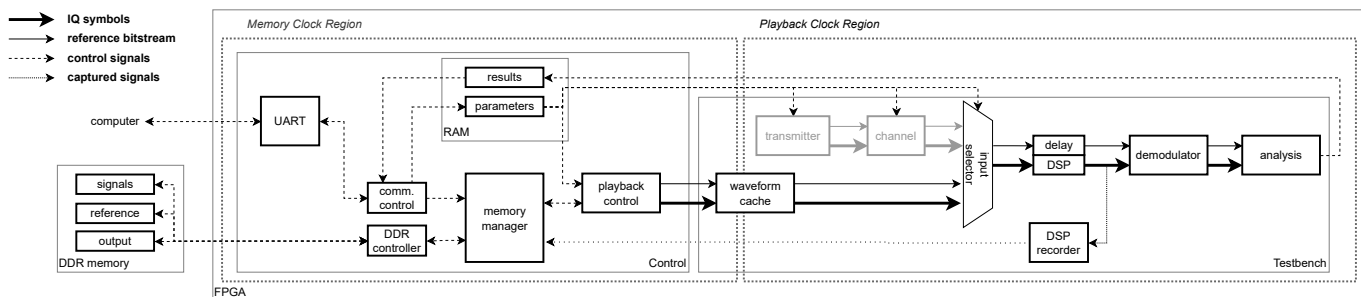 IQ symbols
reference bitstream
control signals
captured signals
Memory Clock Region
Playback Clock Region
results
parameters
RAM
computer
UART
transmitter
channel
input
selector
delay
DSP
demodulator
analysis
signals
reference
output
DDR memory
comm.
control
DDR
controller
memory
manager
playback
control
waveform
cache
DSP
recorder
Control
Testbench
FPGA